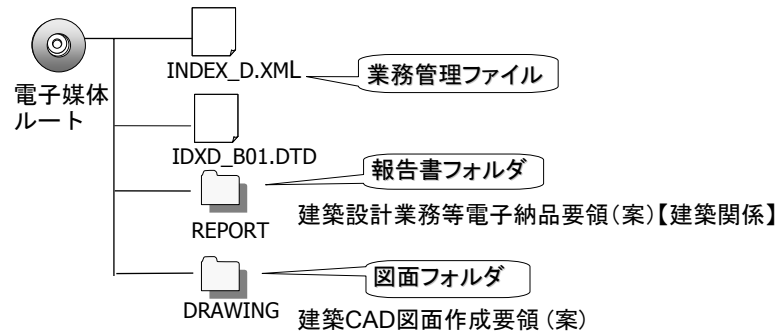 INDEX_D.XML
業務管理ファイル
電子媒体
ルート
IDXD_B01.DTD
報告書フォルダ
建築設計業務等電子納品要領(案)【建築関係】
REPORT
図面フォルダ
DRAWING
建築CAD図面作成要領(案)